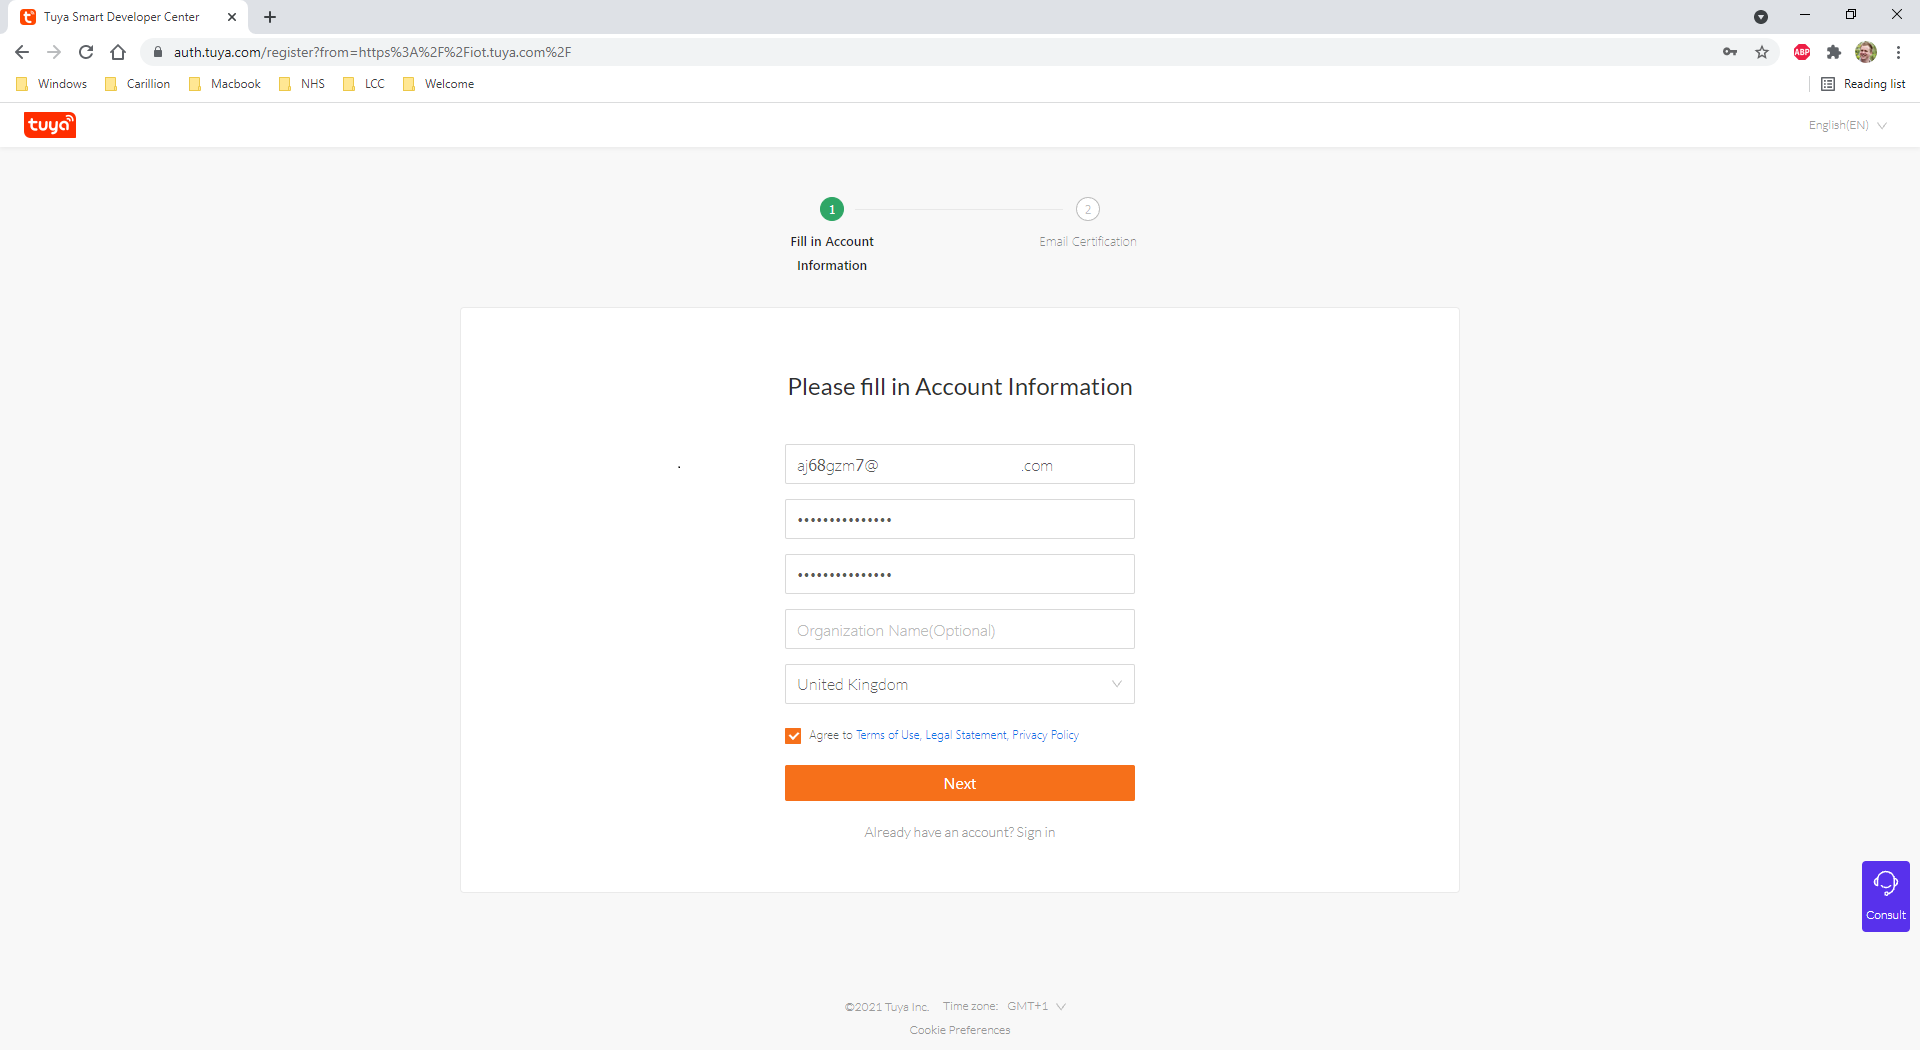 Tuya Smart Developer Center
auth.tuya.com/register?from=https%3A%2F%2Fiot.tuya.com%2F
ABP
Windows Carillion Macbook NHS LCC Welcome Reading list
tuya English(EN)
1 2
Fill in Account Email Certification
Information
Please fill in Account Information
aj68gzm7@ .com
•••••••••••••••
•••••••••••••••
Organization Name(Optional)
United Kingdom
Agree to Terms of Use, Legal Statement, Privacy Policy
Next
Already have an account? Sign in
Consult
©2021 Tuya Inc. Time zone: GMT+1
Cookie Preferences